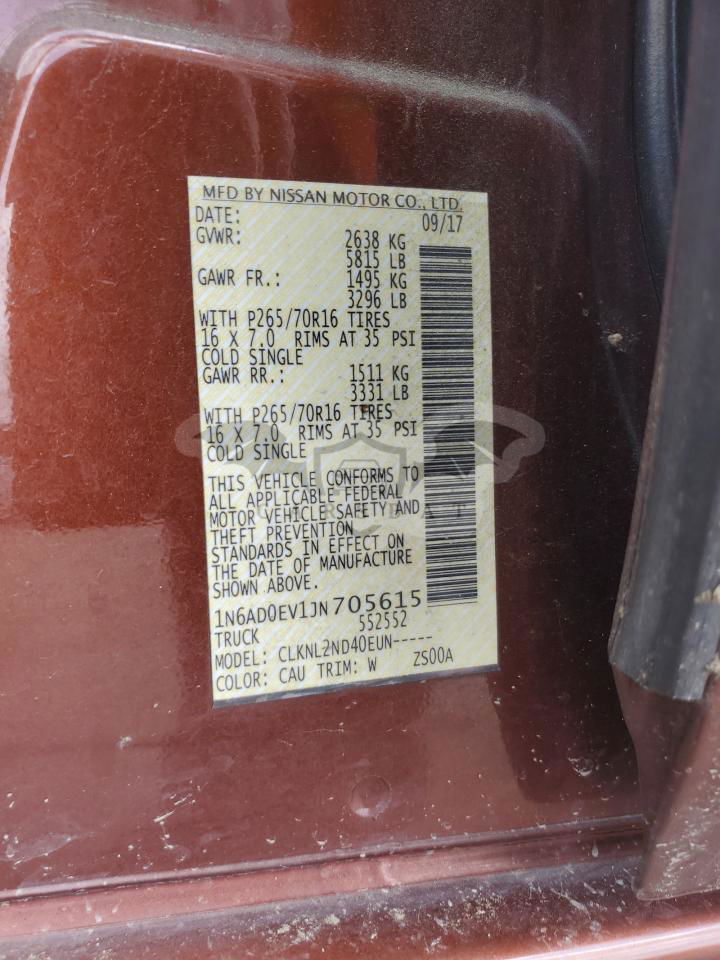 MFD BY NISSAN MOTOR CO., LTD.
DATE: 09/17
GVWR: 2638 KG
5815 LB
GAWR FR.: 1495 KG
3296 LB
WITH P265/70R16 TIRES
16 X 7.0 RIMS AT 35 PSI
COLD SINGLE
GAWR RR.: 1511 KG
3331 LB
WITH P265/70R16 TIRES
16 X 7.0 RIMS AT 35 PSI
COLD SINGLE
THIS VEHICLE CONFORMS TO
ALL APPLICABLE FEDERAL
MOTOR VEHICLE SAFETY AND
THEFT PREVENTION
STANDARDS IN EFFECT ON
THE DATE OF MANUFACTURE
SHOWN ABOVE.
1N6AD0EV1JN705615
TRUCK 552552
MODEL: CLKNL2ND40EUN-----
COLOR: CAU TRIM: W ZS00A